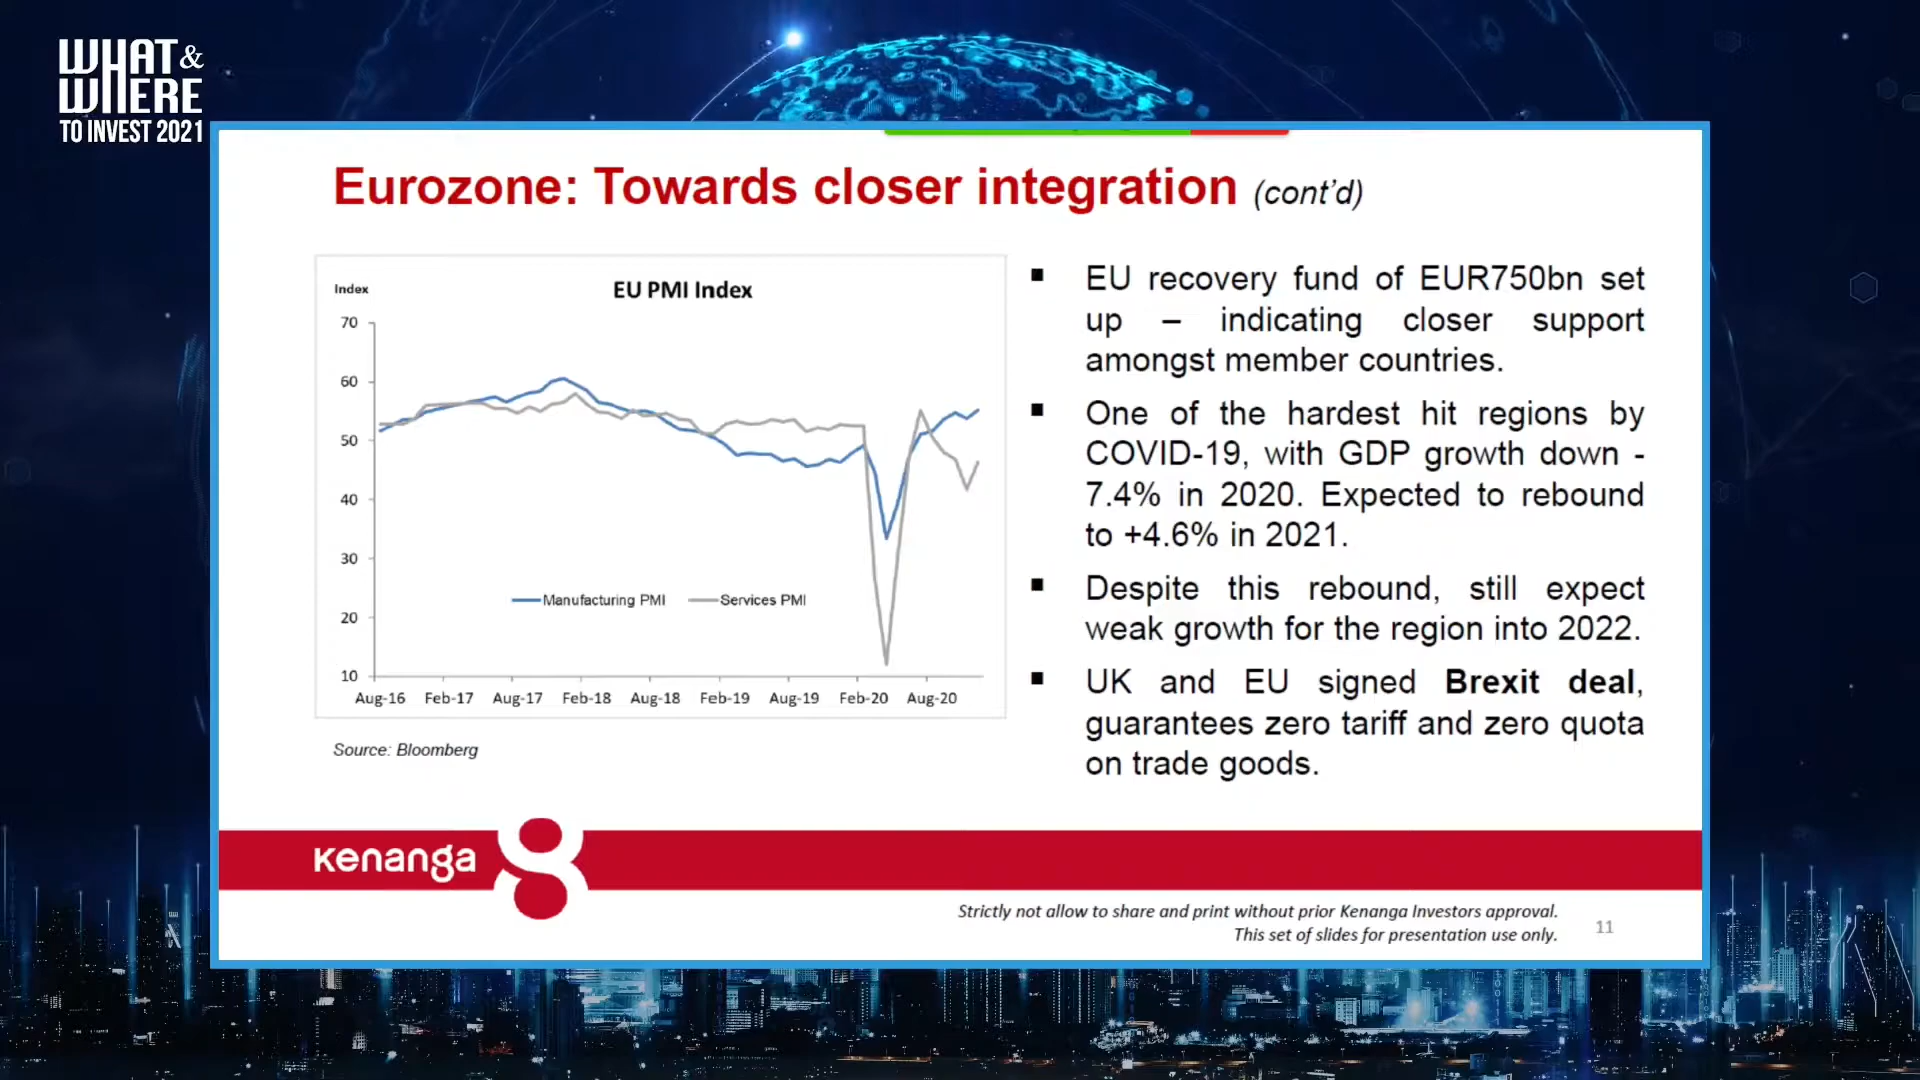 WHAT &
WHERE
TO INVEST 2021
Eurozone: Towards closer integration (cont’d)
Index
EU PMI Index
70
60
50
40
30
20
10
Manufacturing PMI
Services PMI
Aug-16 Feb-17 Aug-17 Feb-18 Aug-18 Feb-19 Aug-19 Feb-20 Aug-20
Source: Bloomberg
▪ EU recovery fund of EUR750bn set
up – indicating closer support
amongst member countries.
▪ One of the hardest hit regions by
COVID-19, with GDP growth down -
7.4% in 2020. Expected to rebound
to +4.6% in 2021.
▪ Despite this rebound, still expect
weak growth for the region into 2022.
▪ UK and EU signed Brexit deal,
guarantees zero tariff and zero quota
on trade goods.
kenanga
Strictly not allow to share and print without prior Kenanga Investors approval.
This set of slides for presentation use only.
11